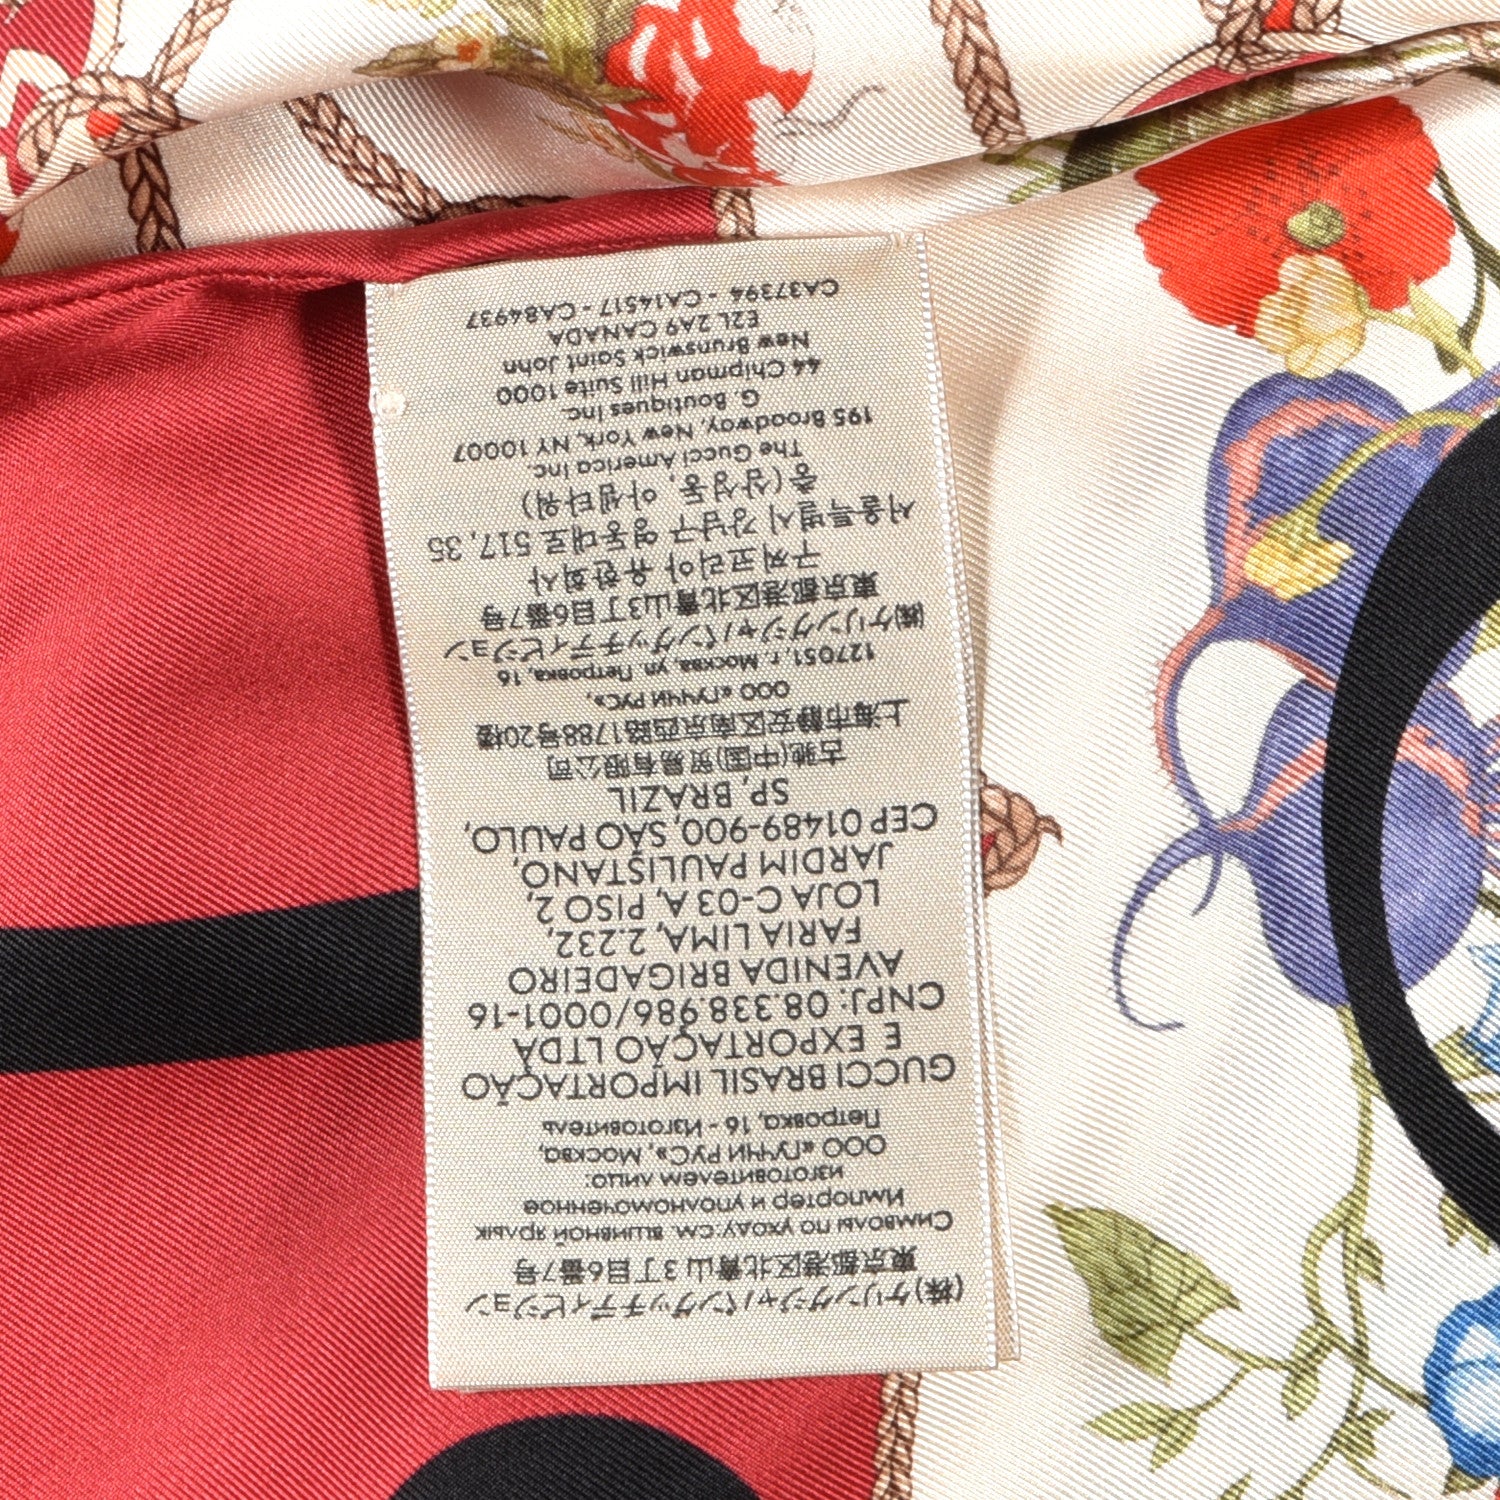 (株)ケリングジャパングッチディビジョン
東京都港区北青山3丁目6番7号
Символы по уходу:см. вшивной ярлык
Импортер и уполномоченное
изготовителем лицо:
ООО «ГУЧЧИ РУС», Москва,
Петровка, 16 - Изготовитель
GUCCI BRASIL IMPORTAÇÃO
E EXPORTAÇÃO LTDA
CNPJ: 08.338.986/0001-16
AVENIDA BRIGADEIRO
FARIA LIMA, 2.232,
LOJA C-03 A, PISO 2
JARDIM PAULISTANO,
CEP 01489-900, SÃO PAULO,
SP, BRAZIL
古驰(中国)贸易有限公司
上海市静安区南京西路1788号20楼
ООО «ГУЧЧИ РУС»,
127051, г. Москва, ул. Петровка, 16
㈱ケリングジャパングッチディビジョン
東京都港区北青山3丁目6番7号
구찌코리아 유한회사
서울특별시 강남구 영동대로 517, 35
층(삼성동, 아셈타워)
The Gucci America Inc.
195 Broadway, New York, NY 10007
G. Boutiques Inc.
44 Chipman Hill Suite 1000
New Brunswick Saint John
E2L 2A9 CANADA
CA37394 - CA14517 - CA84937